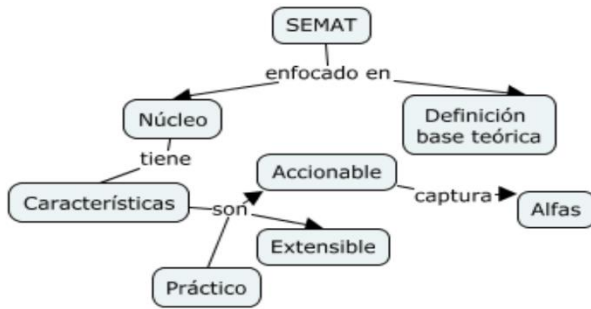 SEMAT
enfocado en
Núcleo
Definición
base teórica
tiene
Accionable
captura
Características
son
Alfas
Extensible
Práctico